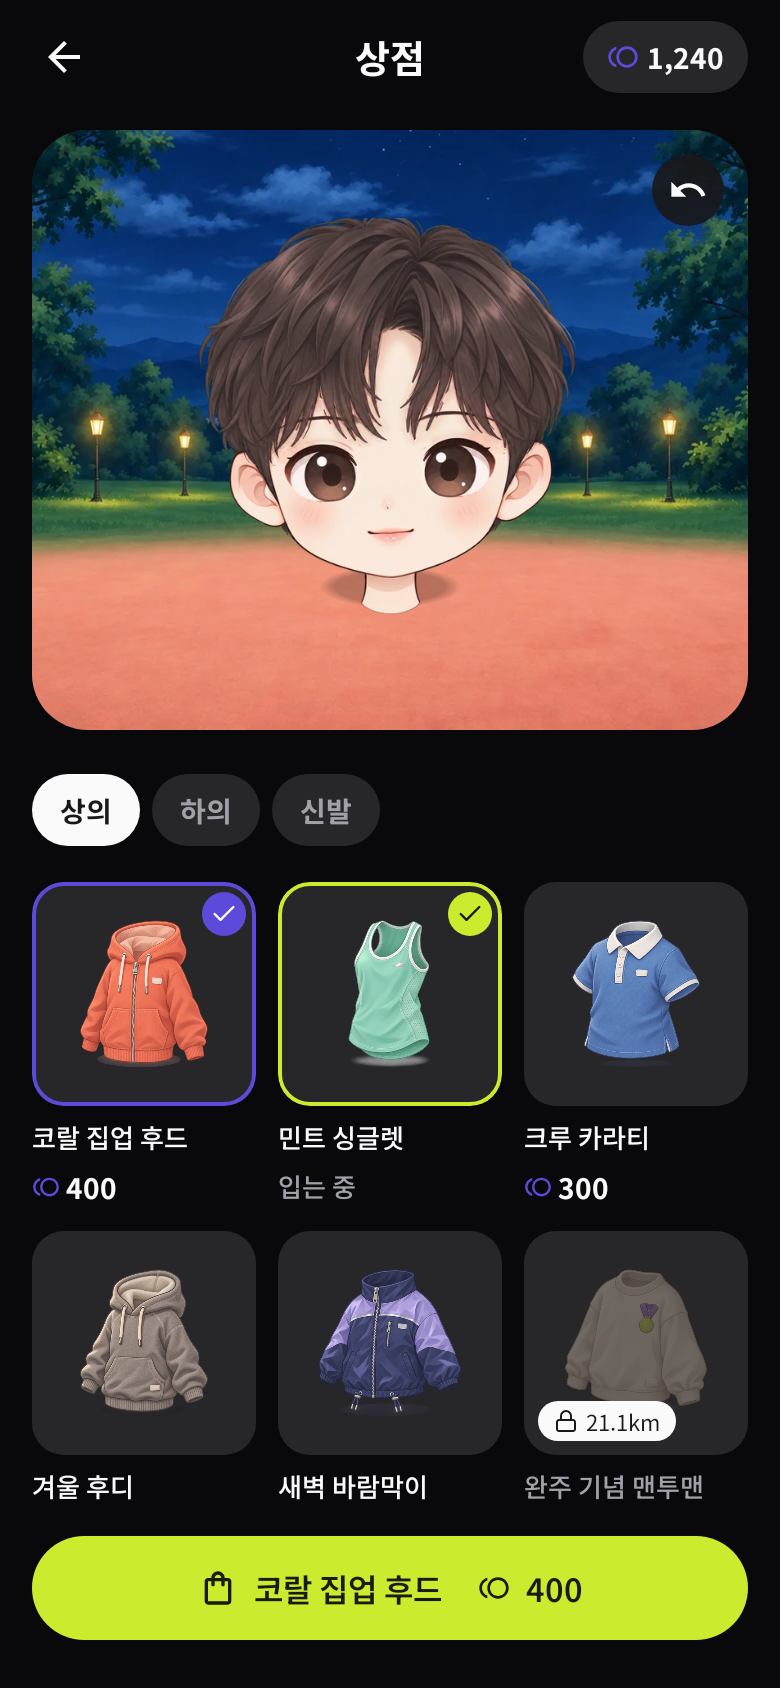 상점
1,240
상의
하의
신발
코랄 집업 후드
400
민트 싱글렛
입는 중
크루 카라티
300
겨울 후디
새벽 바람막이
21.1km
완주 기념 맨투맨
코랄 집업 후드 400